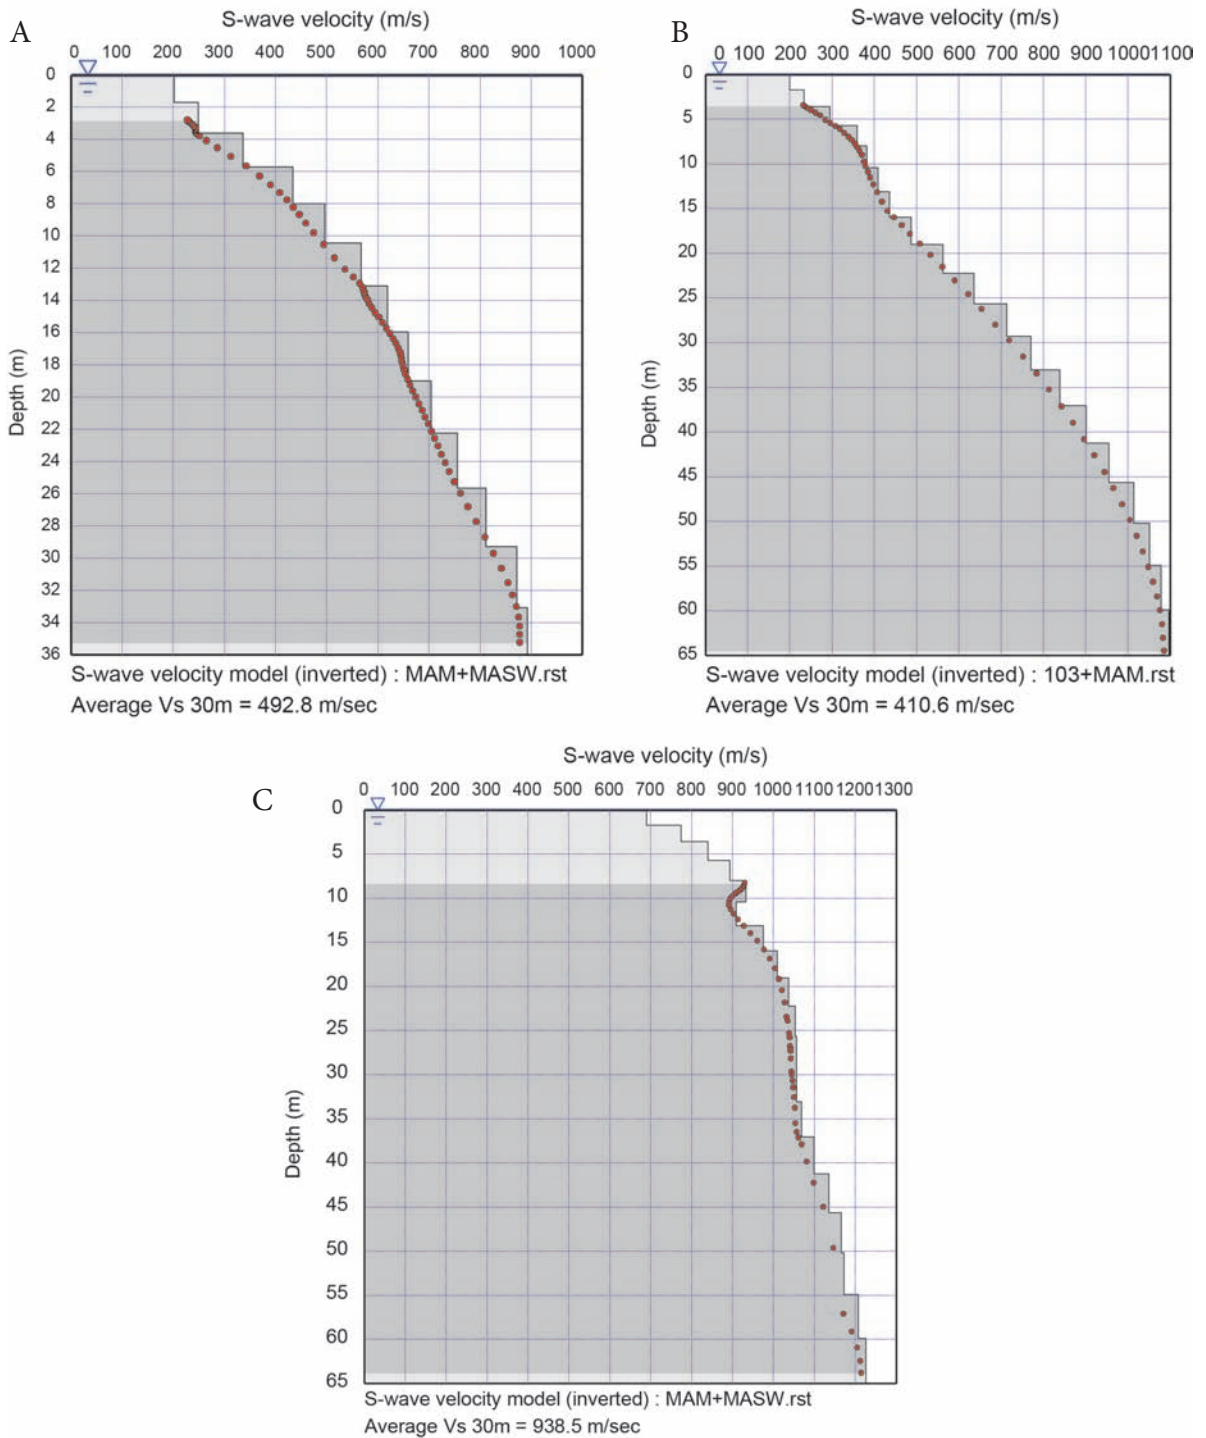 A
S-wave velocity (m/s)
0 100 200 300 400 500 600 700 800 900 1000
0
2
4
6
8
10
12
14
16
18
20
22
24
26
28
30
32
34
36
Depth (m)
S-wave velocity model (inverted) : MAM+MASW.rst
Average Vs 30m = 492.8 m/sec
B
S-wave velocity (m/s)
0 100 200 300 400 500 600 700 800 900 1000 1100
0
5
10
15
20
25
30
35
40
45
50
55
60
65
Depth (m)
S-wave velocity model (inverted) : 103+MAM.rst
Average Vs 30m = 410.6 m/sec
C
S-wave velocity (m/s)
0 100 200 300 400 500 600 700 800 900 1000 1100 1200 1300
0
5
10
15
20
25
30
35
40
45
50
55
60
65
Depth (m)
S-wave velocity model (inverted) : MAM+MASW.rst
Average Vs 30m = 938.5 m/sec